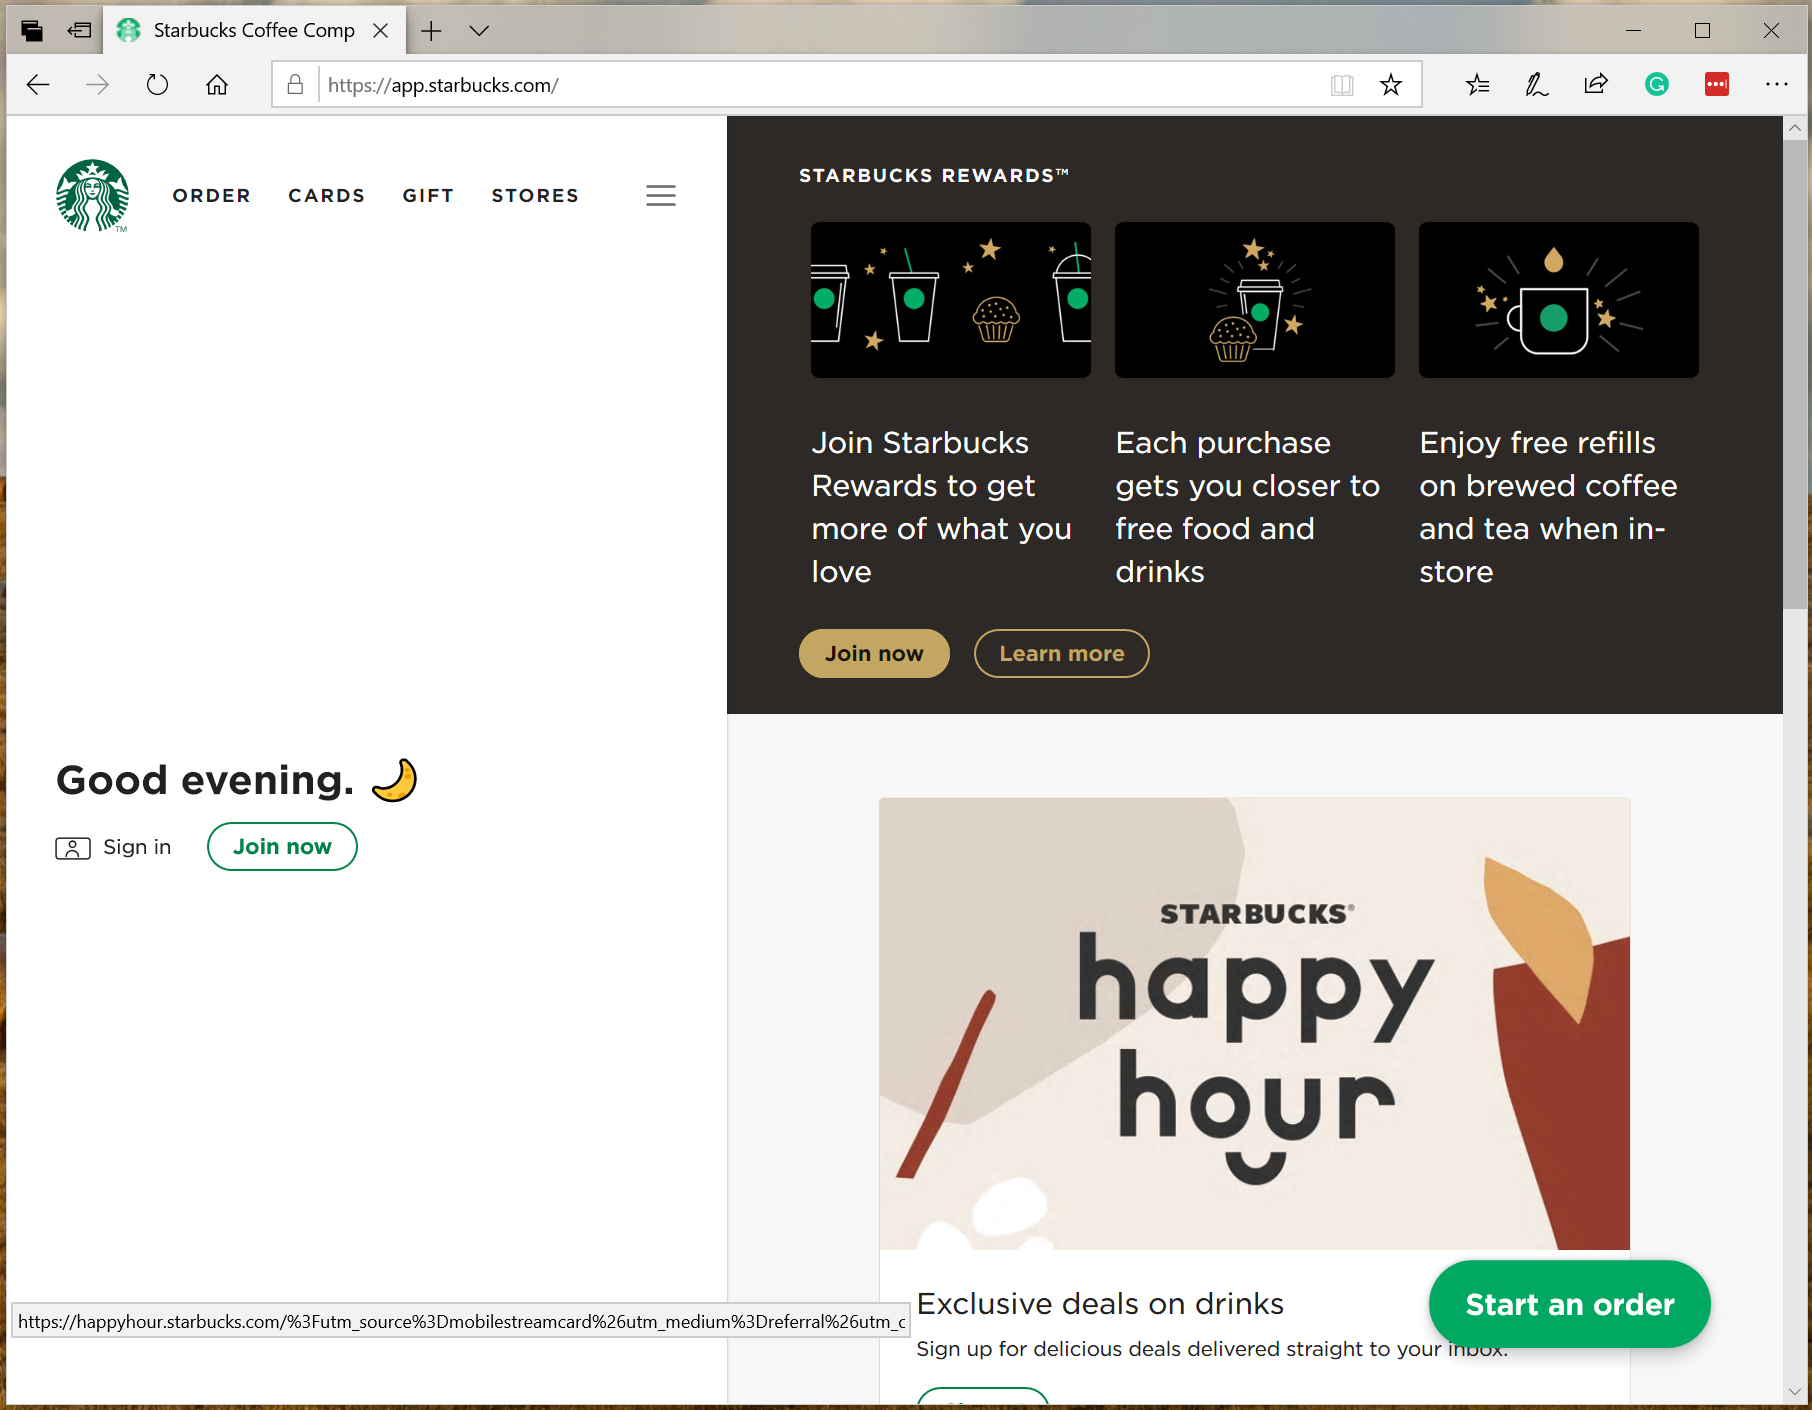 Starbucks Coffee Comp
https://app.starbucks.com/
TM
ORDER CARDS GIFT STORES
STARBUCKS REWARDS™
Join Starbucks
Rewards to get
more of what you
love
Each purchase
gets you closer to
free food and
drinks
Enjoy free refills
on brewed coffee
and tea when in-
store
Join now
Learn more
Good evening.
Sign in
Join now
STARBUCKS®
happy
hour
Exclusive deals on drinks
Sign up for delicious deals delivered straight to your inbox.
Start an order
https://happyhour.starbucks.com/%3Futm_source%3Dmobilestreamcard%26utm_medium%3Dreferral%26utm_c